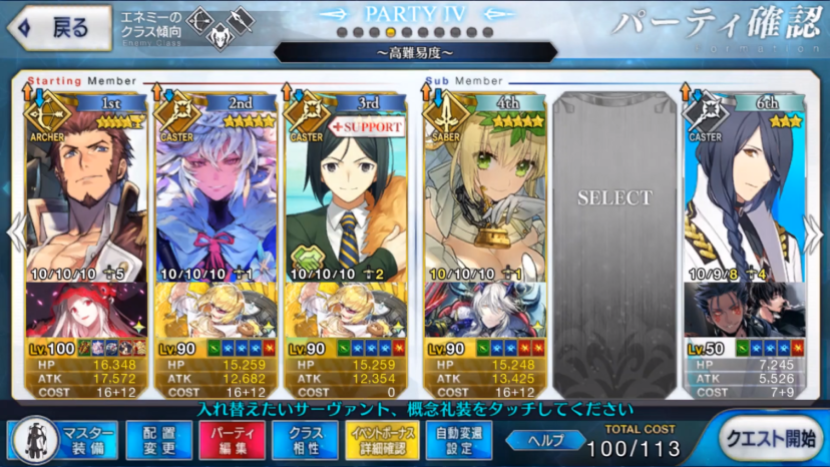 戻る
エネミーの
クラス傾向
Enemy Class
PARTY IV
～高難易度～
パーティ確認
Formation
Starting Member
Sub Member
1st
2nd
3rd
4th
6th
ARCHER
CASTER
CASTER
+SUPPORT
SABER
SELECT
CASTER
10/10/10 +5
10/10/10 +1
10/10/10 +2
10/10/10 +1
10/9/8 +4
Lv.100
Lv.90
Lv.90
Lv.90
Lv.50
HP 16,348
HP 15,259
HP 15,259
HP 15,248
HP 7,245
ATK 17,572
ATK 12,682
ATK 12,354
ATK 13,425
ATK 5,526
COST 16+12
COST 16+12
COST 0
COST 16+12
COST 7+9
入れ替えたいサーヴァント、概念礼装をタッチしてください
マスター
装備
配置
変更
パーティ
編集
クラス
相性
イベントボーナス
詳細確認
自動変還
設定
ヘルプ
TOTAL COST
100/113
クエスト開始